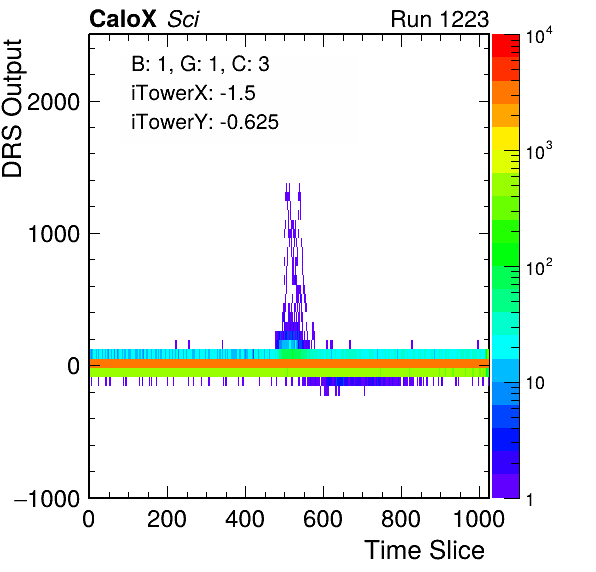 CaloX Sci Run 1223
B: 1, G: 1, C: 3
iTowerX: -1.5
iTowerY: -0.625
DRS Output
2000
1000
0
−1000
0 200 400 600 800 1000
Time Slice
10^4
10^3
10^2
10
1